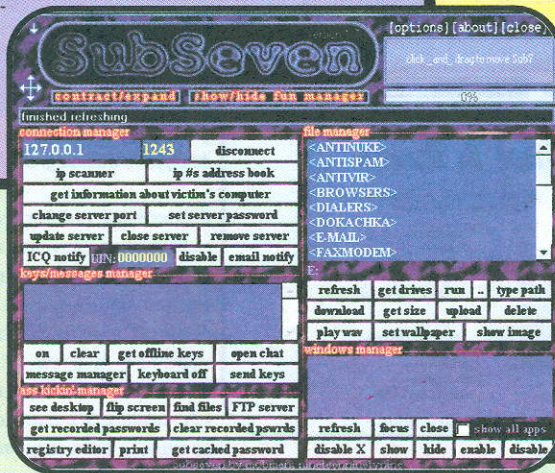 SubSeven
[options][about][close]
click_and_drag to move Sub7
contract/expand show/hide fun manager
0%
finished refreshing
connection manager
127.0.0.1 1243 disconnect
ip scanner ip #s address book
get information about victim's computer
change server port set server password
update server close server remove server
ICQ notify UIN: 0000000 disable email notify
keys/messages manager
on clear get offline keys open chat
message manager keyboard off send keys
ass kickin' manager
see desktop flip screen find files FTP server
get recorded passwords clear recorded pswrds
registry editor print get cached password
file manager
<ANTINUKE>
<ANTISPAM>
<ANTIVIR>
<BROWSERS>
<DIALERS>
<DOKACHKA>
<E-MAIL>
<FAXMODEM>
E:
refresh get drives run .. type path
download get size upload delete
play wav set wallpaper show image
windows manager
refresh focus close show all apps
disable X show hide enable disable